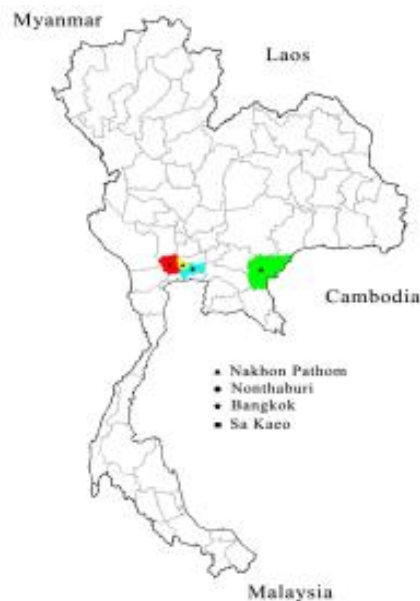 Myanmar
Laos
Cambodia
Nakhon Pathom
Nonthaburi
Bangkok
Sa Kaeo
Malaysia